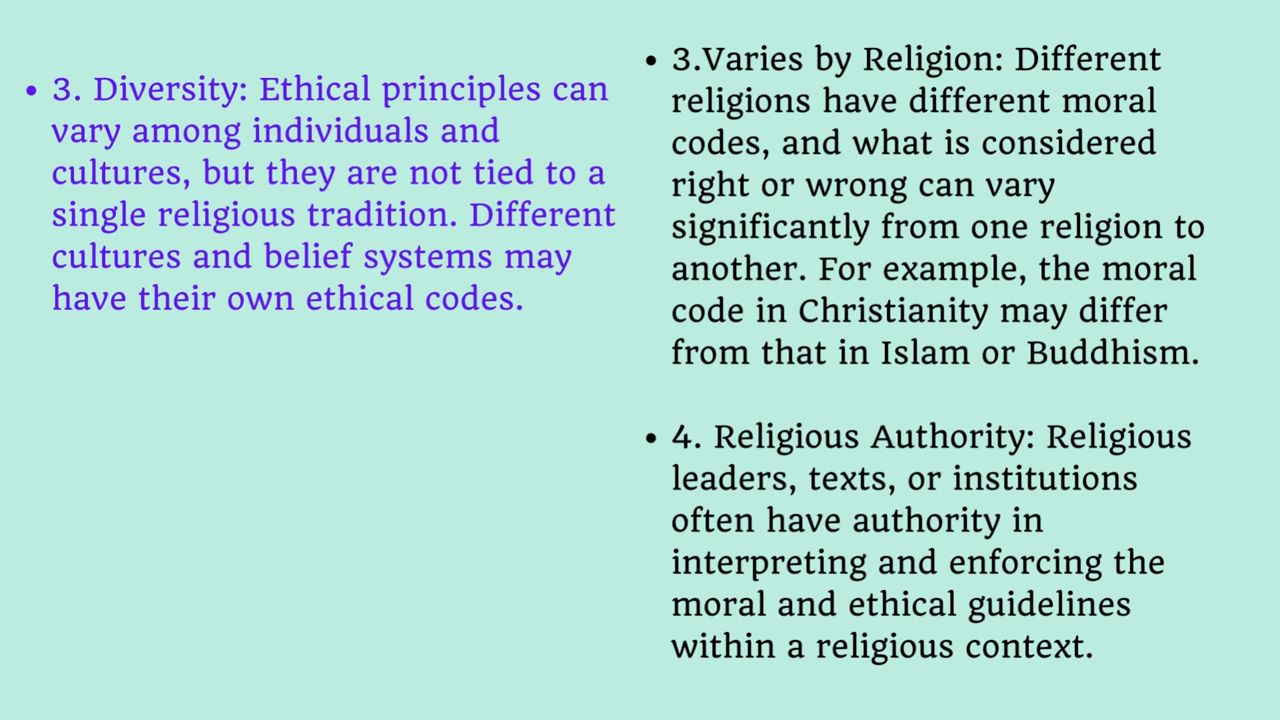 • 3. Diversity: Ethical principles can
vary among individuals and
cultures, but they are not tied to a
single religious tradition. Different
cultures and belief systems may
have their own ethical codes.
• 3.Varies by Religion: Different
religions have different moral
codes, and what is considered
right or wrong can vary
significantly from one religion to
another. For example, the moral
code in Christianity may differ
from that in Islam or Buddhism.
• 4. Religious Authority: Religious
leaders, texts, or institutions
often have authority in
interpreting and enforcing the
moral and ethical guidelines
within a religious context.